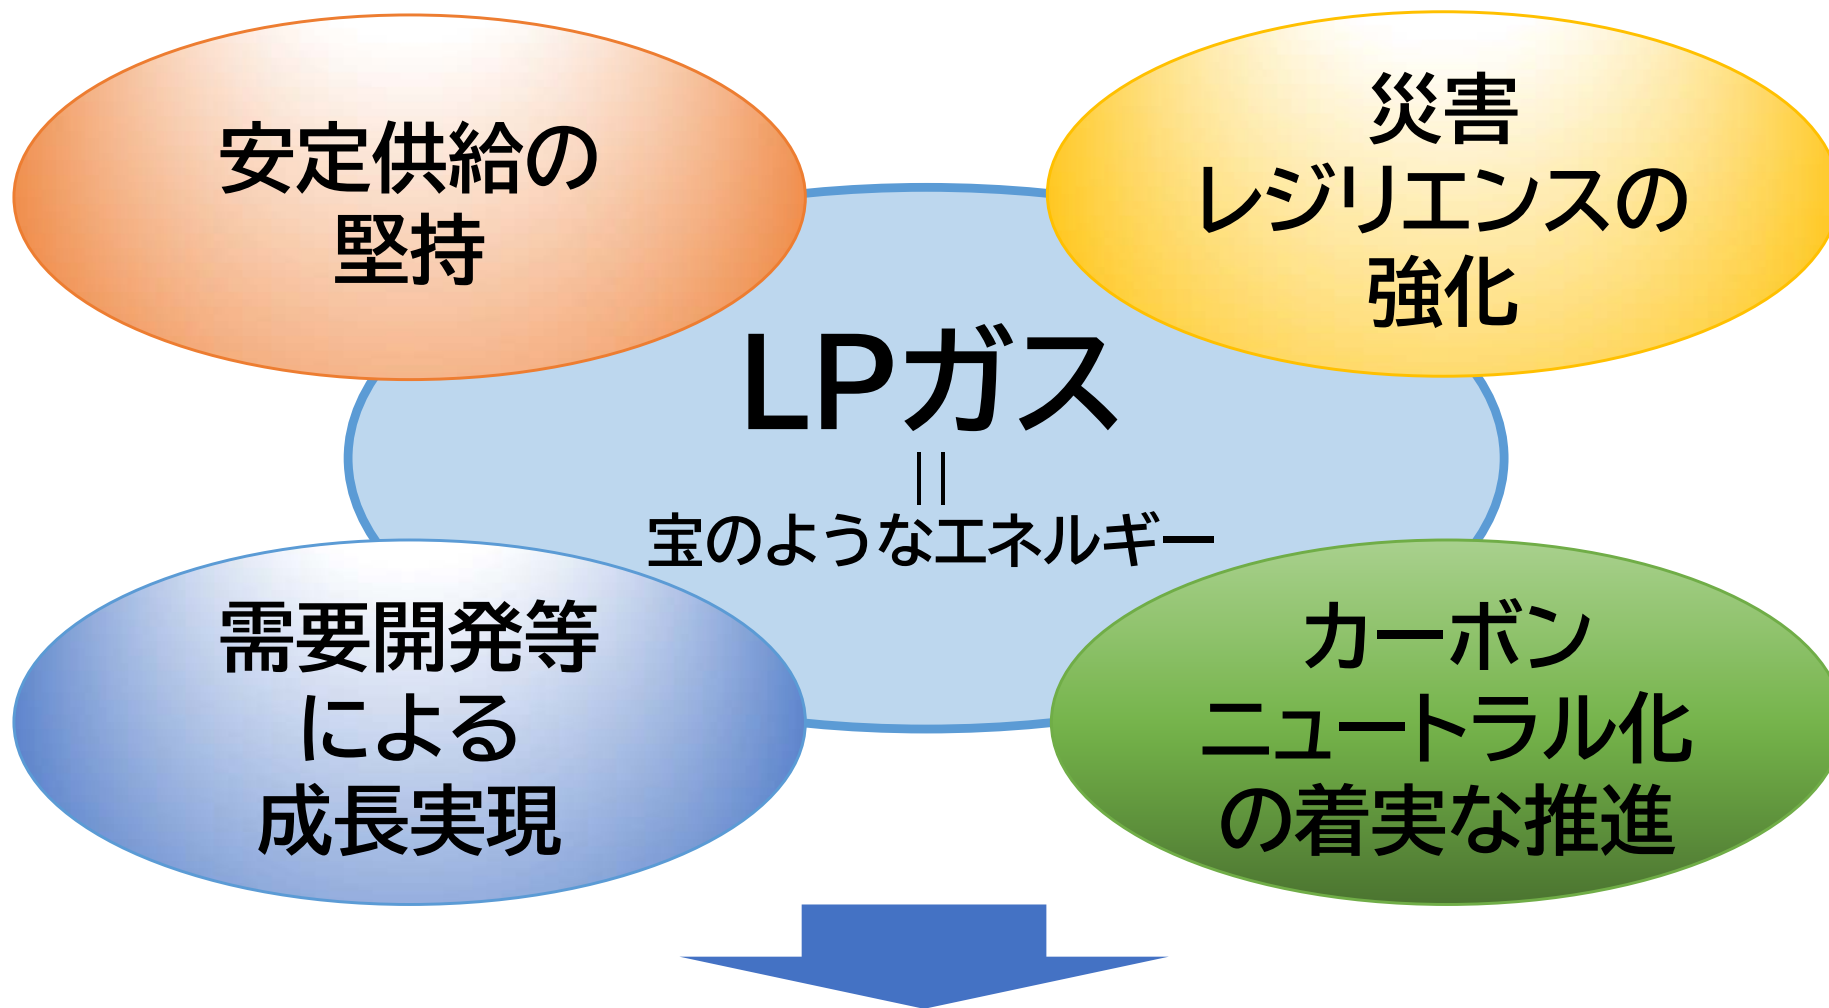 安定供給の
堅持
災害
レジリエンスの
強化
LPガス
||
宝のようなエネルギー
需要開発等
による
成長実現
カーボン
ニュートラル化
の着実な推進